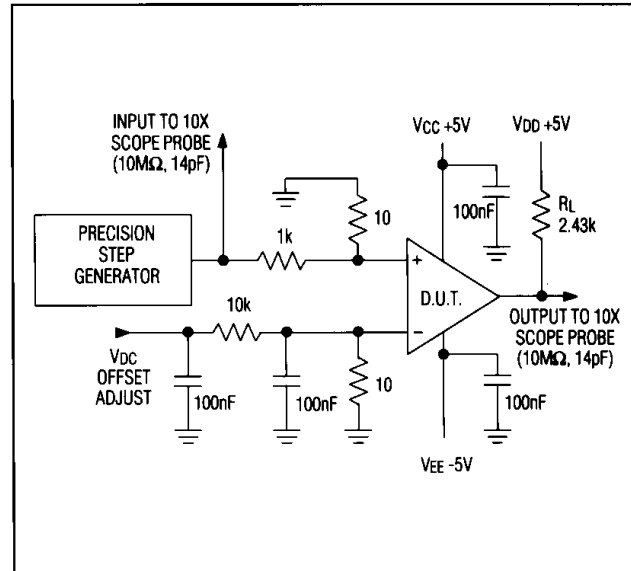 INPUT TO 10X
SCOPE PROBE
(10MΩ, 14pF)
VCC +5V
VDD +5V
100nF
RL
2.43k
10
1k
PRECISION
STEP
GENERATOR
+
D.U.T.
−
OUTPUT TO 10X
SCOPE PROBE
(10MΩ, 14pF)
10k
VDC
OFFSET
ADJUST
100nF
100nF
10
100nF
VEE -5V